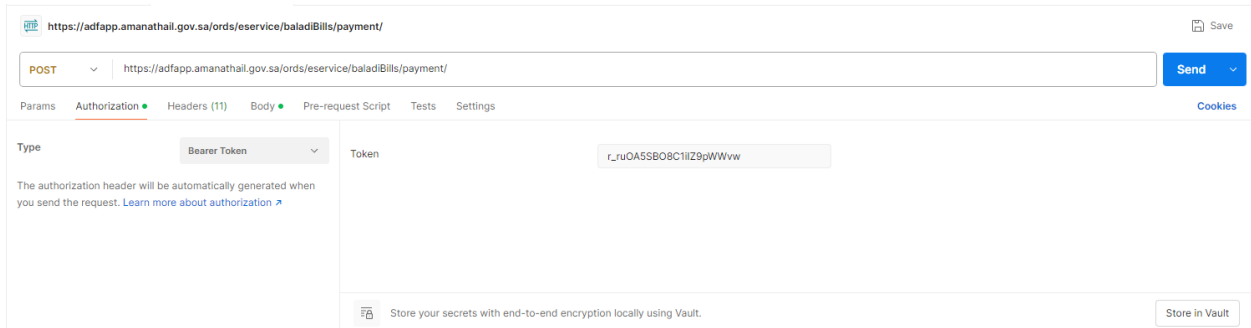 HTTP https://adfapp.amanathail.gov.sa/ords/eservice/baladiBills/payment/ Save
POST https://adfapp.amanathail.gov.sa/ords/eservice/baladiBills/payment/ Send
Params Authorization Headers (11) Body Pre-request Script Tests Settings Cookies
Type Bearer Token Token r_ruOA5SBO8C1iIZ9pWWvw
The authorization header will be automatically generated when
you send the request. Learn more about authorization ↗
Store your secrets with end-to-end encryption locally using Vault. Store in Vault